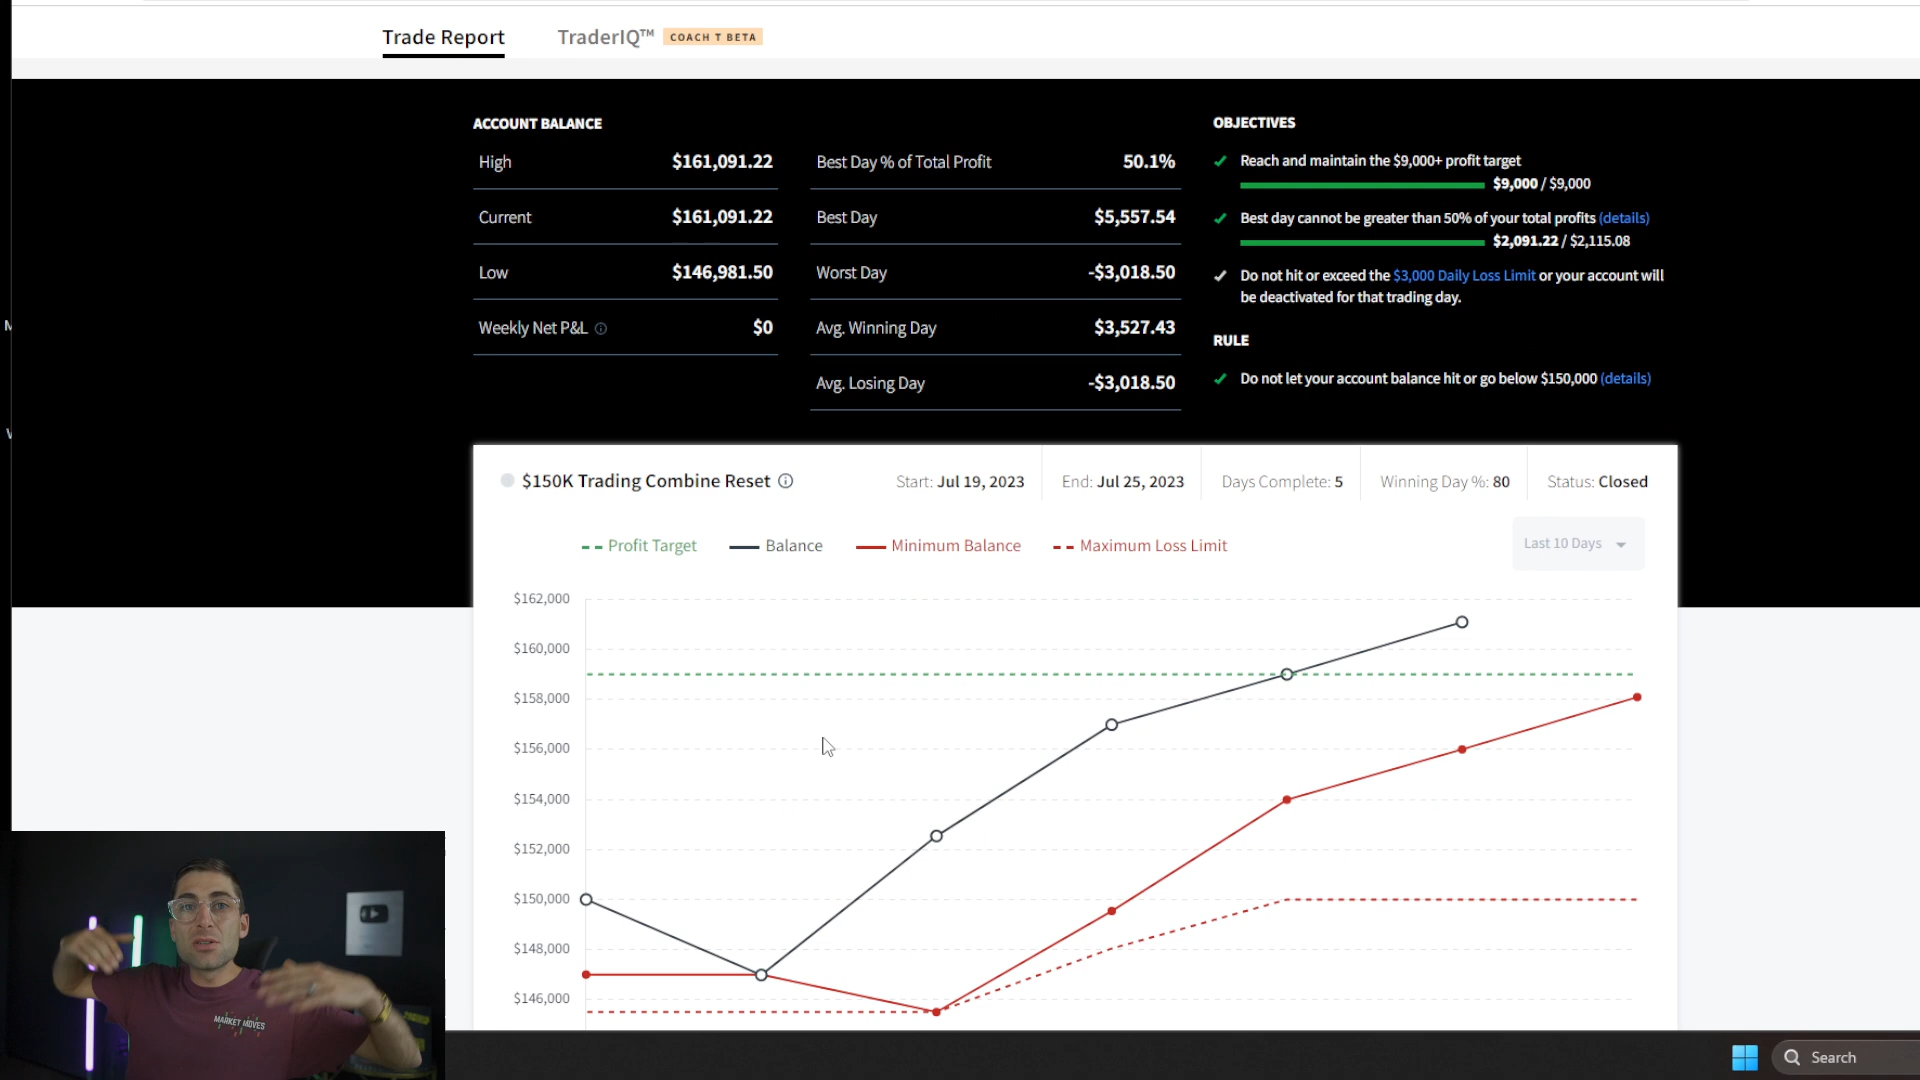 Trade Report
TraderIQ™ COACH T BETA
ACCOUNT BALANCE
High $161,091.22
Current $161,091.22
Low $146,981.50
Weekly Net P&L $0
Best Day % of Total Profit 50.1%
Best Day $5,557.54
Worst Day -$3,018.50
Avg. Winning Day $3,527.43
Avg. Losing Day -$3,018.50
OBJECTIVES
Reach and maintain the $9,000+ profit target
$9,000 / $9,000
Best day cannot be greater than 50% of your total profits (details)
$2,091.22 / $2,115.08
Do not hit or exceed the $3,000 Daily Loss Limit or your account will
be deactivated for that trading day.
RULE
Do not let your account balance hit or go below $150,000 (details)
$150K Trading Combine Reset
Start: Jul 19, 2023
End: Jul 25, 2023
Days Complete: 5
Winning Day %: 80
Status: Closed
Profit Target
Balance
Minimum Balance
Maximum Loss Limit
Last 10 Days
$162,000
$160,000
$158,000
$156,000
$154,000
$152,000
$150,000
$148,000
$146,000
MARKET MOVES
Search